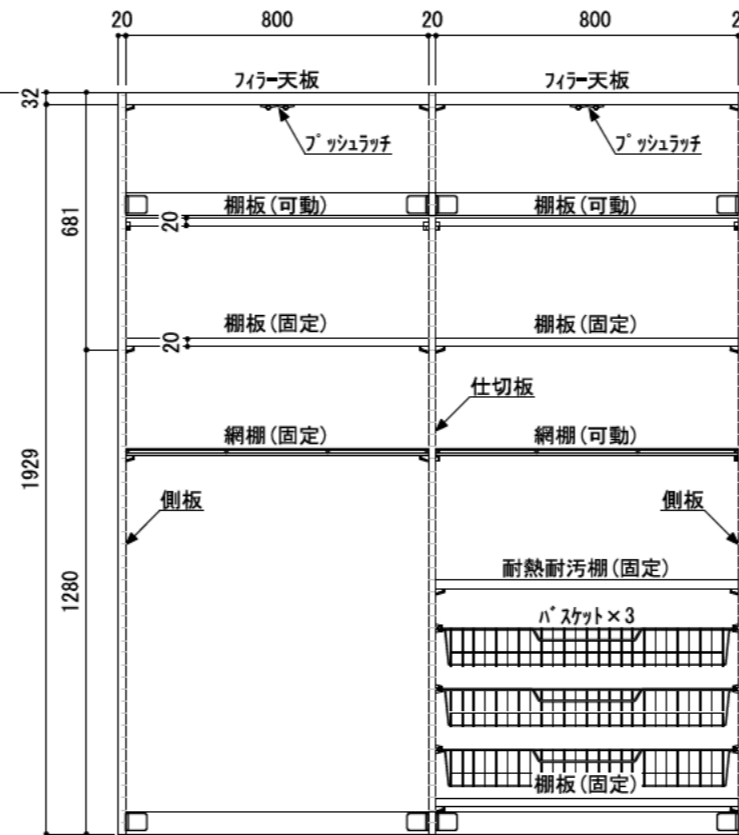 20 800 20 800 2
フィラー天板 フィラー天板
32
プッシュラッチ プッシュラッチ
棚板(可動) 棚板(可動)
681
20
棚板(固定) 棚板(固定)
20
仕切板
網棚(固定) 網棚(可動)
1929
側板 側板
耐熱耐汚棚(固定)
1280
バスケット×3
棚板(固定)